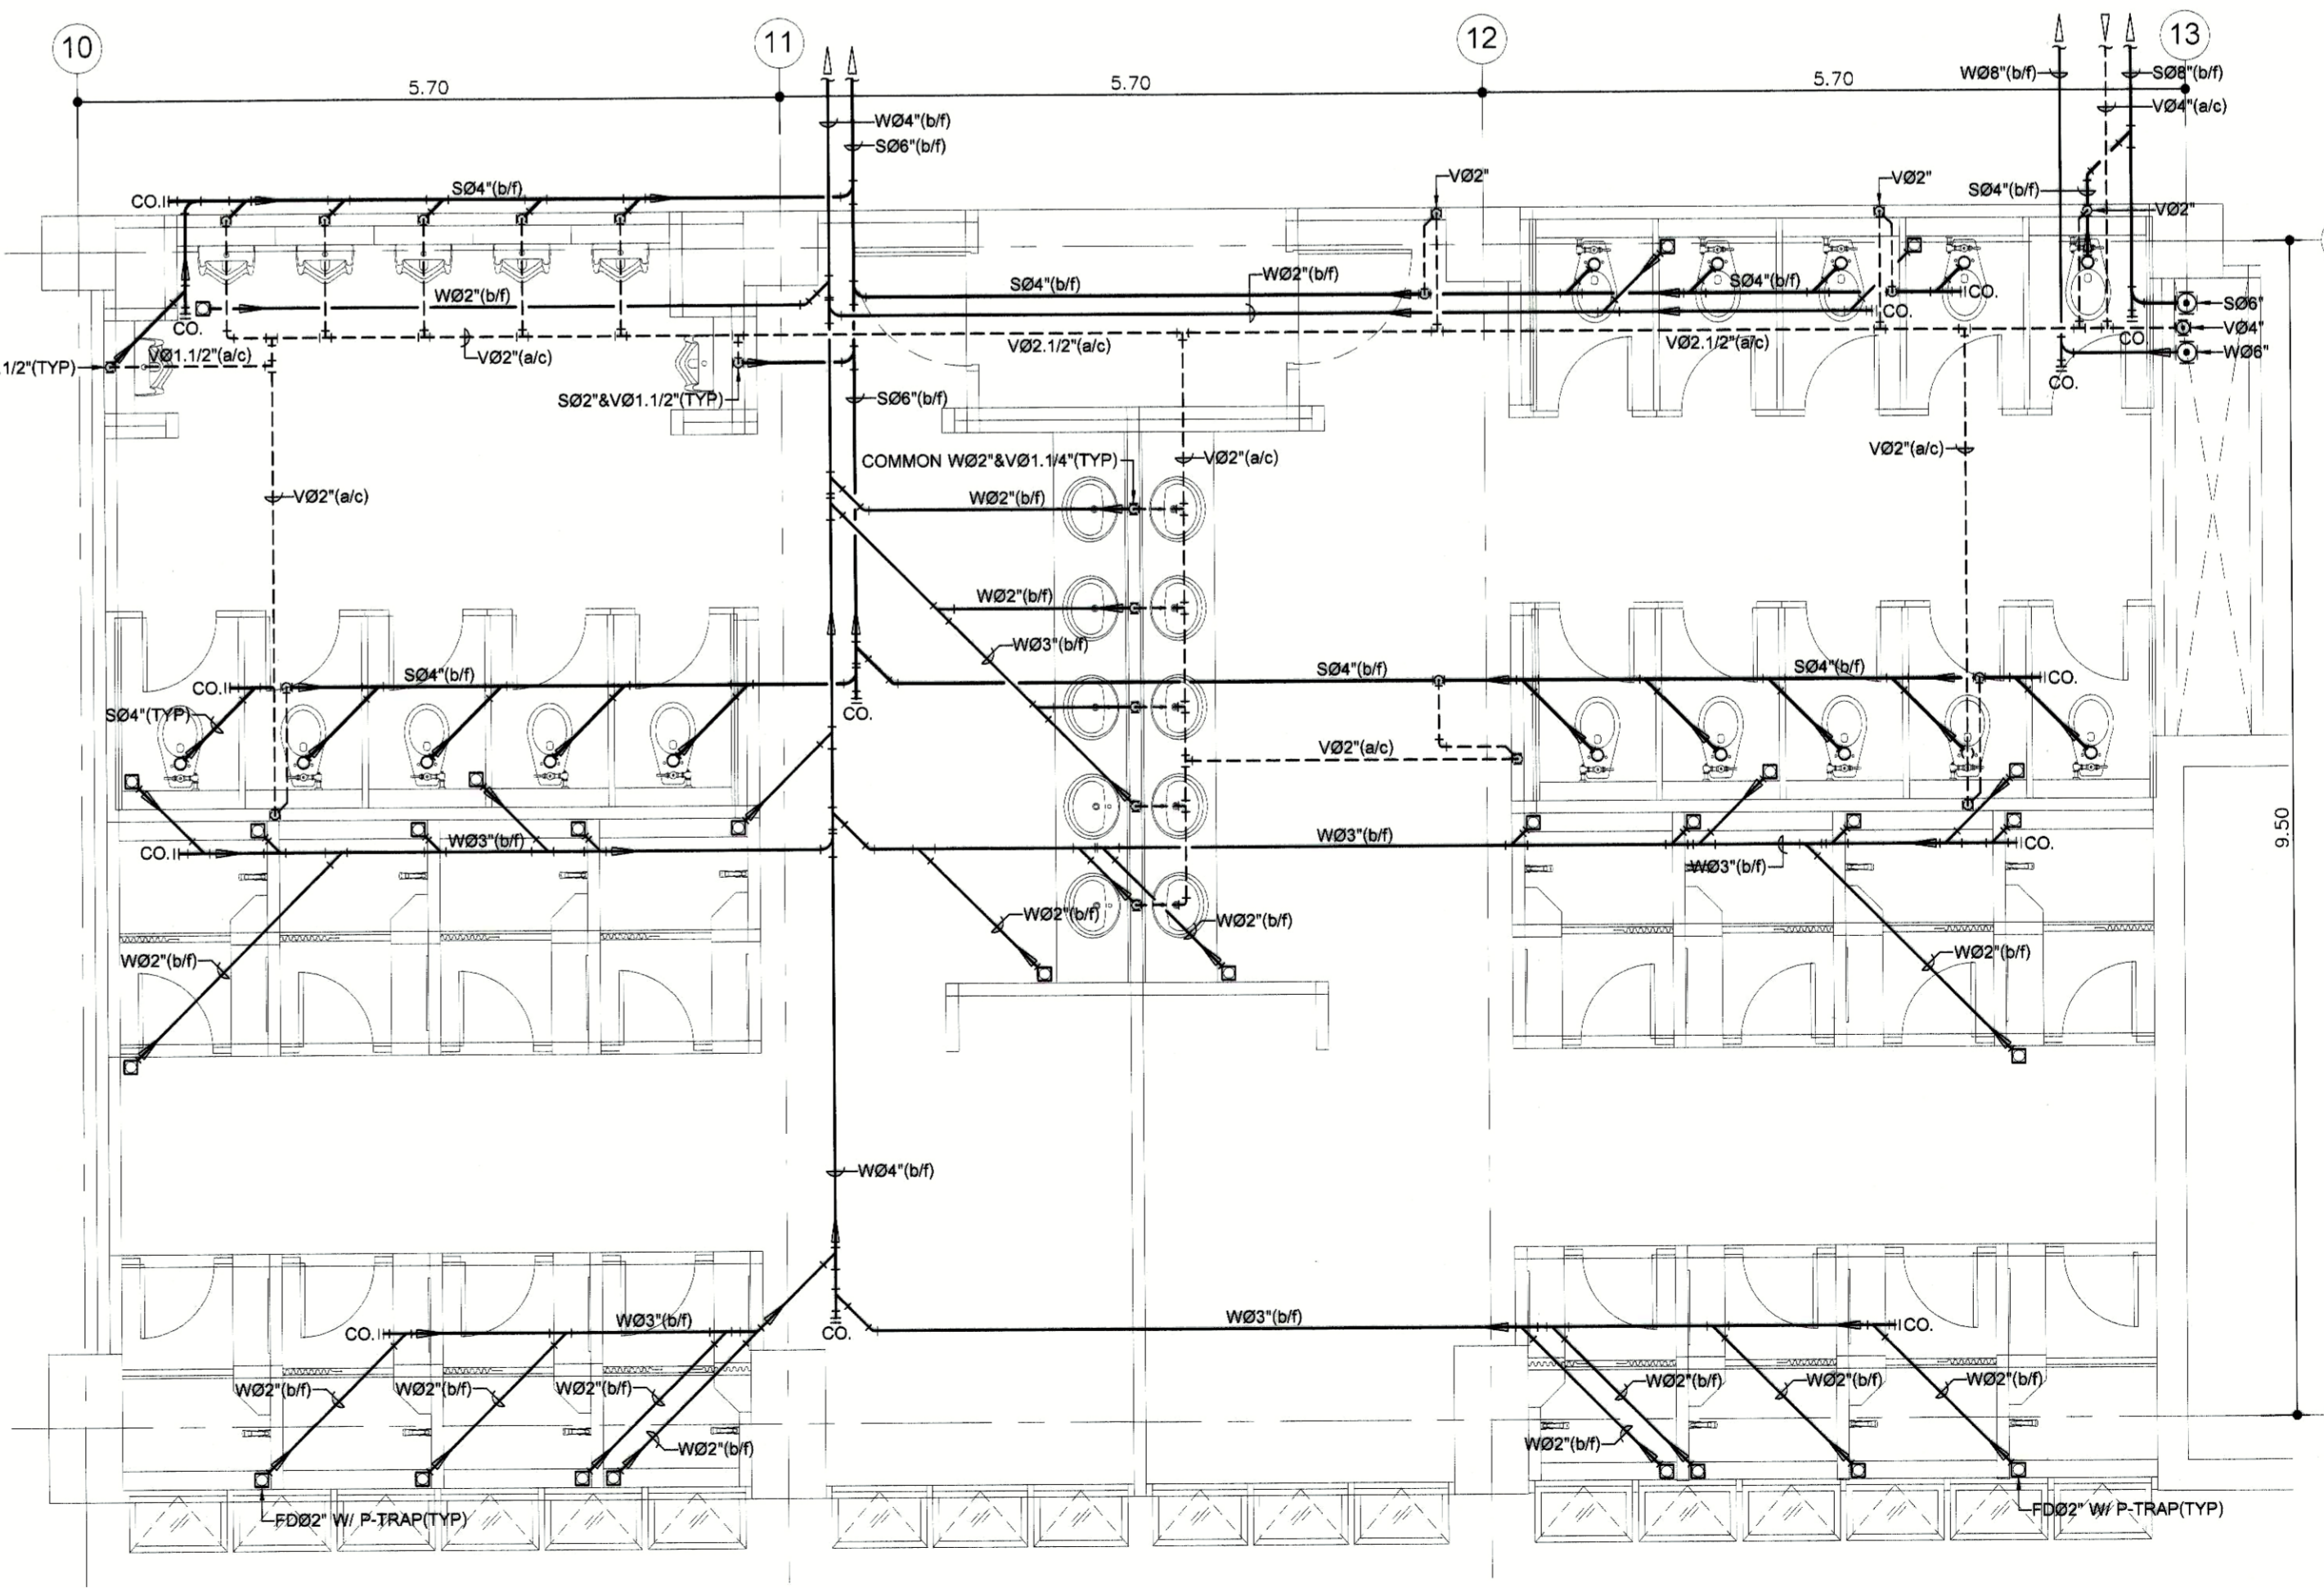 10
11
12
13
5.70
5.70
5.70
WØ8"(b/f)
SØ8"(b/f)
VØ4"(a/c)
WØ4"(b/f)
SØ6"(b/f)
CO.
SØ4"(b/f)
VØ2"
VØ2"
SØ4"(b/f)
VØ2"
WØ2"(b/f)
SØ4"(b/f)
WØ2"(b/f)
SØ4"(b/f)
CO.
CO.
SØ6"
CO.
VØ4"
CO.
WØ6"
VØ1.1/2"(a/c)
VØ2"(a/c)
VØ2.1/2"(a/c)
VØ2.1/2"(a/c)
1/2"(TYP)
CO.
SØ2"&VØ1.1/2"(TYP)
SØ6"(b/f)
COMMON WØ2"&VØ1.1/4"(TYP)
VØ2"(a/c)
VØ2"(a/c)
VØ2"(a/c)
WØ2"(b/f)
WØ2"(b/f)
WØ3"(b/f)
CO.
SØ4"(b/f)
SØ4"(b/f)
SØ4"(b/f)
CO.
SØ4"(TYP)
CO.
VØ2"(a/c)
9.50
CO.
WØ3"(b/f)
WØ3"(b/f)
CO.
WØ3"(b/f)
WØ2"(b/f)
WØ2"(b/f)
WØ2"(b/f)
WØ2"(b/f)
WØ4"(b/f)
CO.
WØ3"(b/f)
CO.
WØ3"(b/f)
CO.
WØ2"(b/f)
WØ2"(b/f)
WØ2"(b/f)
WØ2"(b/f)
WØ2"(b/f)
WØ2"(b/f)
WØ2"(b/f)
WØ2"(b/f)
FDØ2" W/ P-TRAP(TYP)
FDØ2" W/ P-TRAP(TYP)